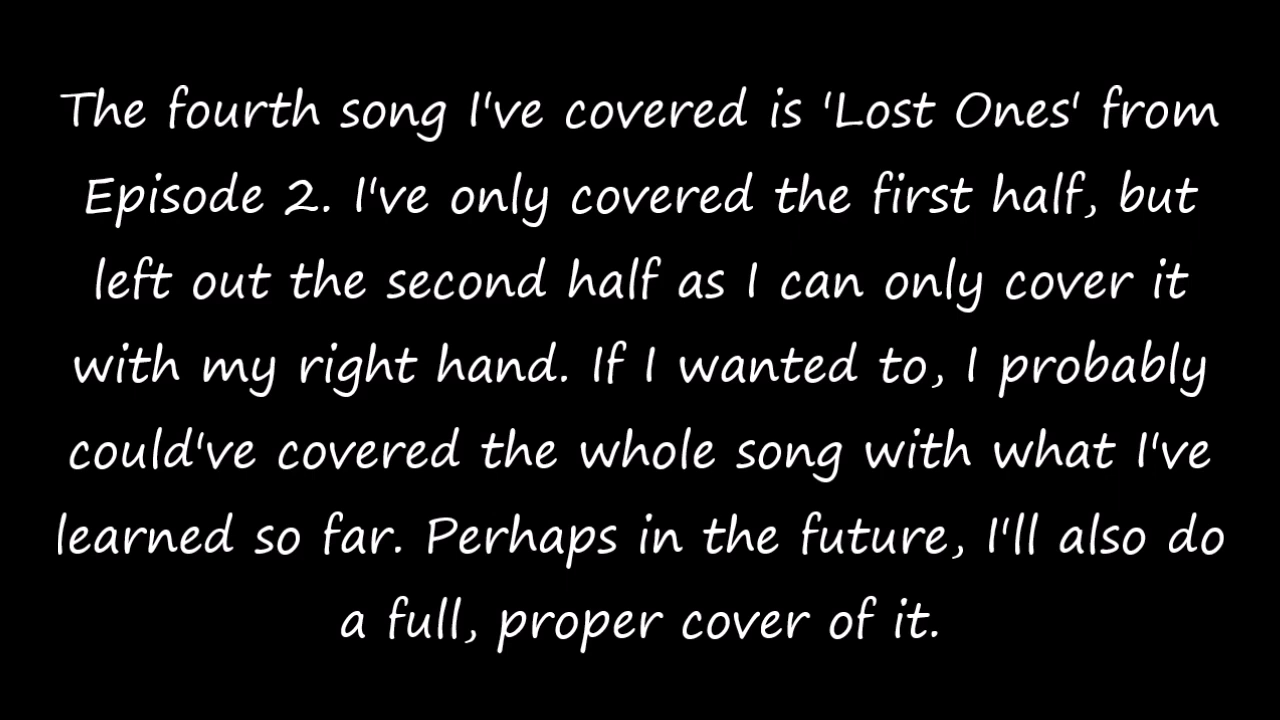 The fourth song I've covered is 'Lost Ones' from
Episode 2. I've only covered the first half, but
left out the second half as I can only cover it
with my right hand. If I wanted to, I probably
could've covered the whole song with what I've
learned so far. Perhaps in the future, I'll also do
a full, proper cover of it.